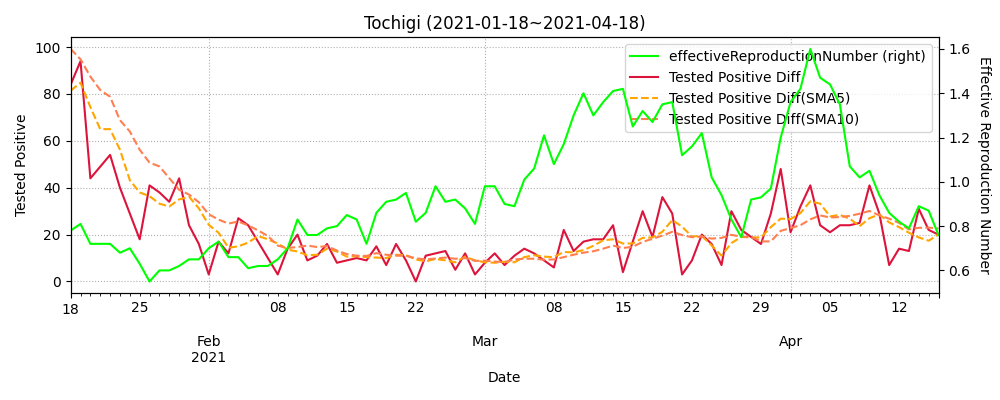 Tochigi (2021-01-18~2021-04-18)
effectiveReproductionNumber (right)
Tested Positive Diff
Tested Positive Diff(SMA5)
Tested Positive Diff(SMA10)
Tested Positive
100
80
60
40
20
0
1.6
1.4
1.2
1.0
0.8
0.6
Effective Reproduction Number
18 25 08 15 22 08 15 22 29 05 12
Feb Mar Apr
2021
Date